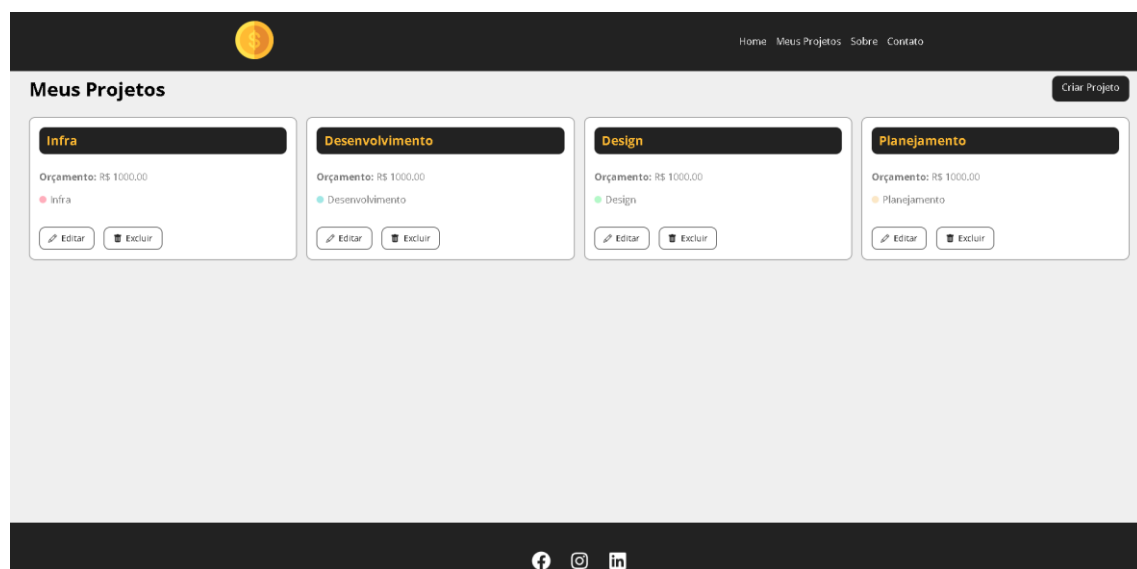 $
Home Meus Projetos Sobre Contato
Meus Projetos
Criar Projeto
Infra
Orçamento: R$ 1000,00
Infra
Editar Excluir
Desenvolvimento
Orçamento: R$ 1000,00
Desenvolvimento
Editar Excluir
Design
Orçamento: R$ 1000,00
Design
Editar Excluir
Planejamento
Orçamento: R$ 1000,00
Planejamento
Editar Excluir